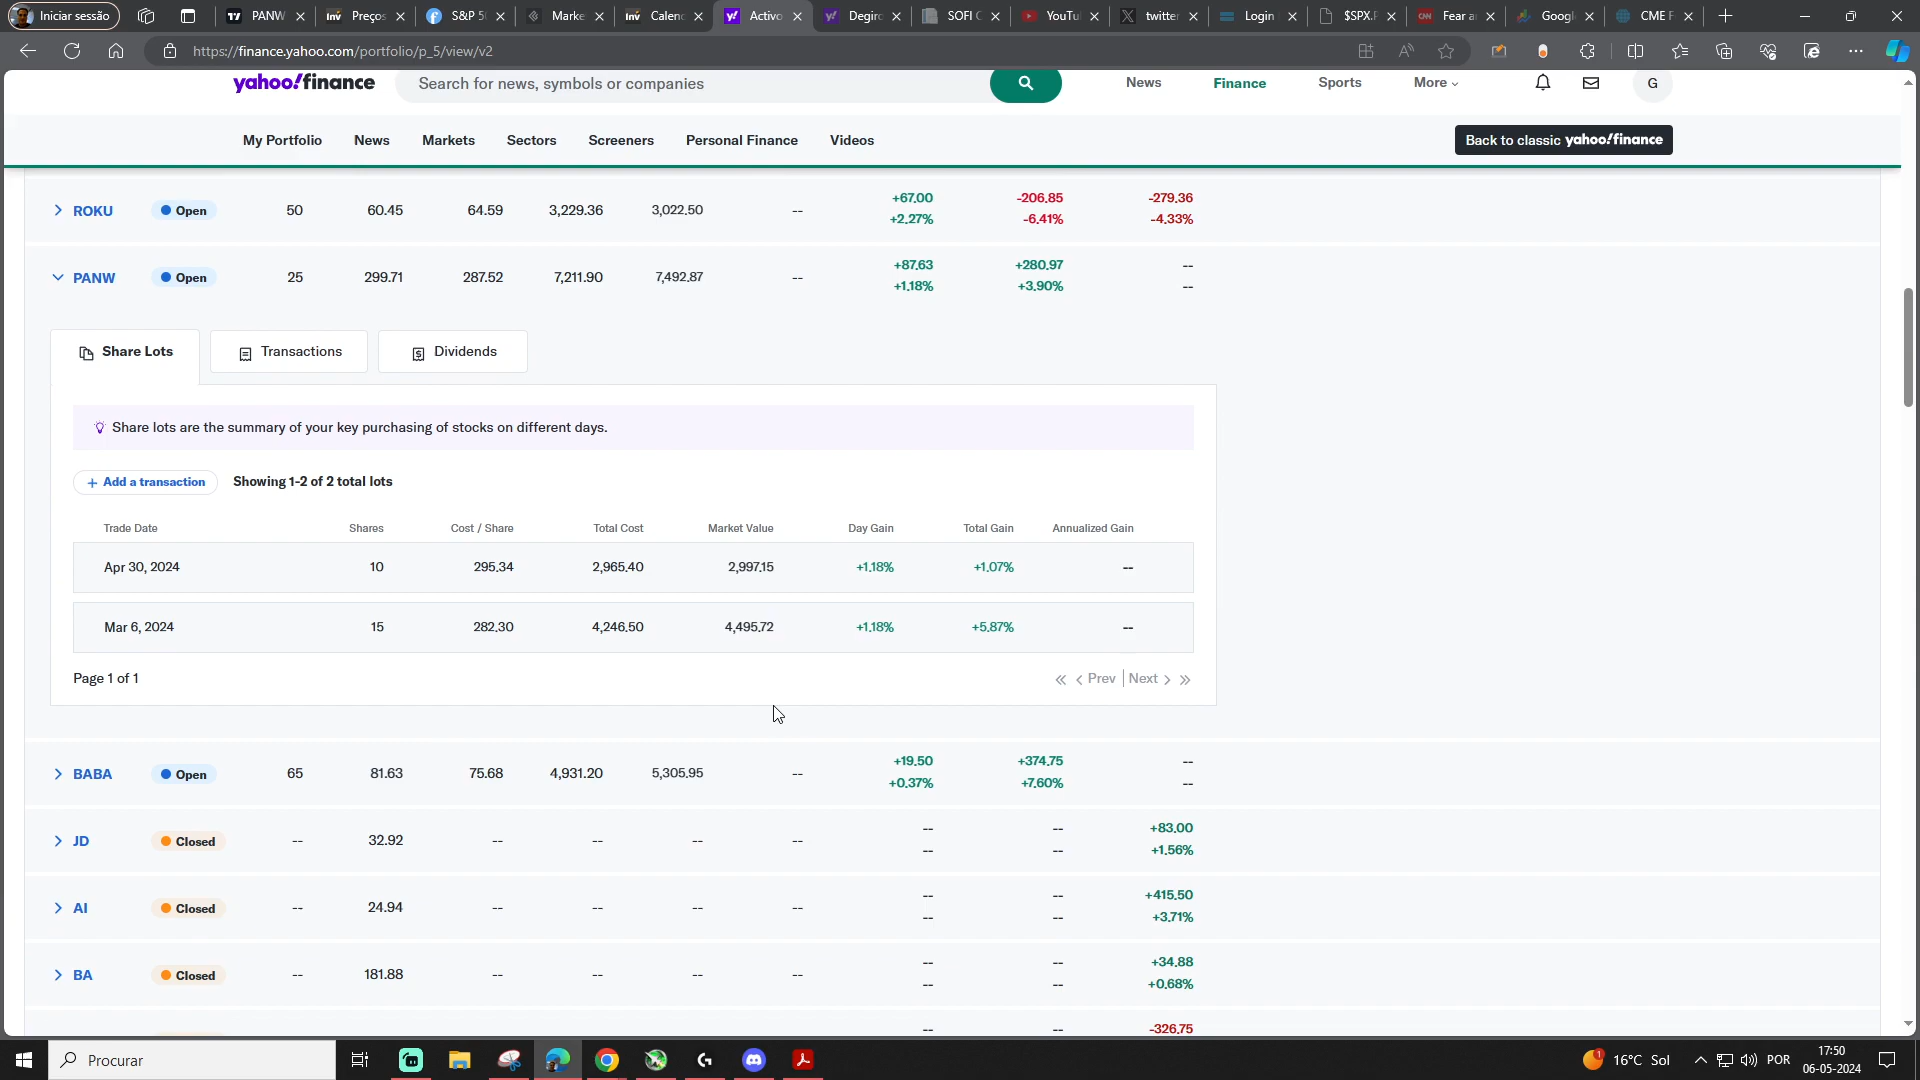 Iniciar sessão
PANW
Preços
S&P 5
Marke
Calenc
Activo
Degiro
SOFI C
YouTu
twitter
Login
$SPX.F
Fear a
Googl
CME F
https://finance.yahoo.com/portfolio/p_5/view/v2
yahoo!finance
Search for news, symbols or companies
News
Finance
Sports
More
G
My Portfolio
News
Markets
Sectors
Screeners
Personal Finance
Videos
Back to classic yahoo!finance
ROKU Open 50 60.45 64.59 3,229.36 3,022.50 -- +67.00 -206.85 -279.36
+2.27% -6.41% -4.33%
PANW Open 25 299.71 287.52 7,211.90 7,492.87 -- +87.63 +280.97 --
+1.18% +3.90% --
Share Lots
Transactions
Dividends
Share lots are the summary of your key purchasing of stocks on different days.
+ Add a transaction
Showing 1-2 of 2 total lots
Trade Date Shares Cost / Share Total Cost Market Value Day Gain Total Gain Annualized Gain
Apr 30, 2024 10 295.34 2,965.40 2,997.15 +1.18% +1.07% --
Mar 6, 2024 15 282.30 4,246.50 4,495.72 +1.18% +5.87% --
Page 1 of 1
Prev | Next
BABA Open 65 81.63 75.68 4,931.20 5,305.95 -- +19.50 +374.75 --
+0.37% +7.60% --
JD Closed -- 32.92 -- -- -- -- -- -- +83.00
-- -- +1.56%
AI Closed -- 24.94 -- -- -- -- -- -- +415.50
-- -- +3.71%
BA Closed -- 181.88 -- -- -- -- -- -- +34.88
-- -- +0.68%
-- -- -326.75
Procurar
1
16°C Sol
POR
17:50
06-05-2024